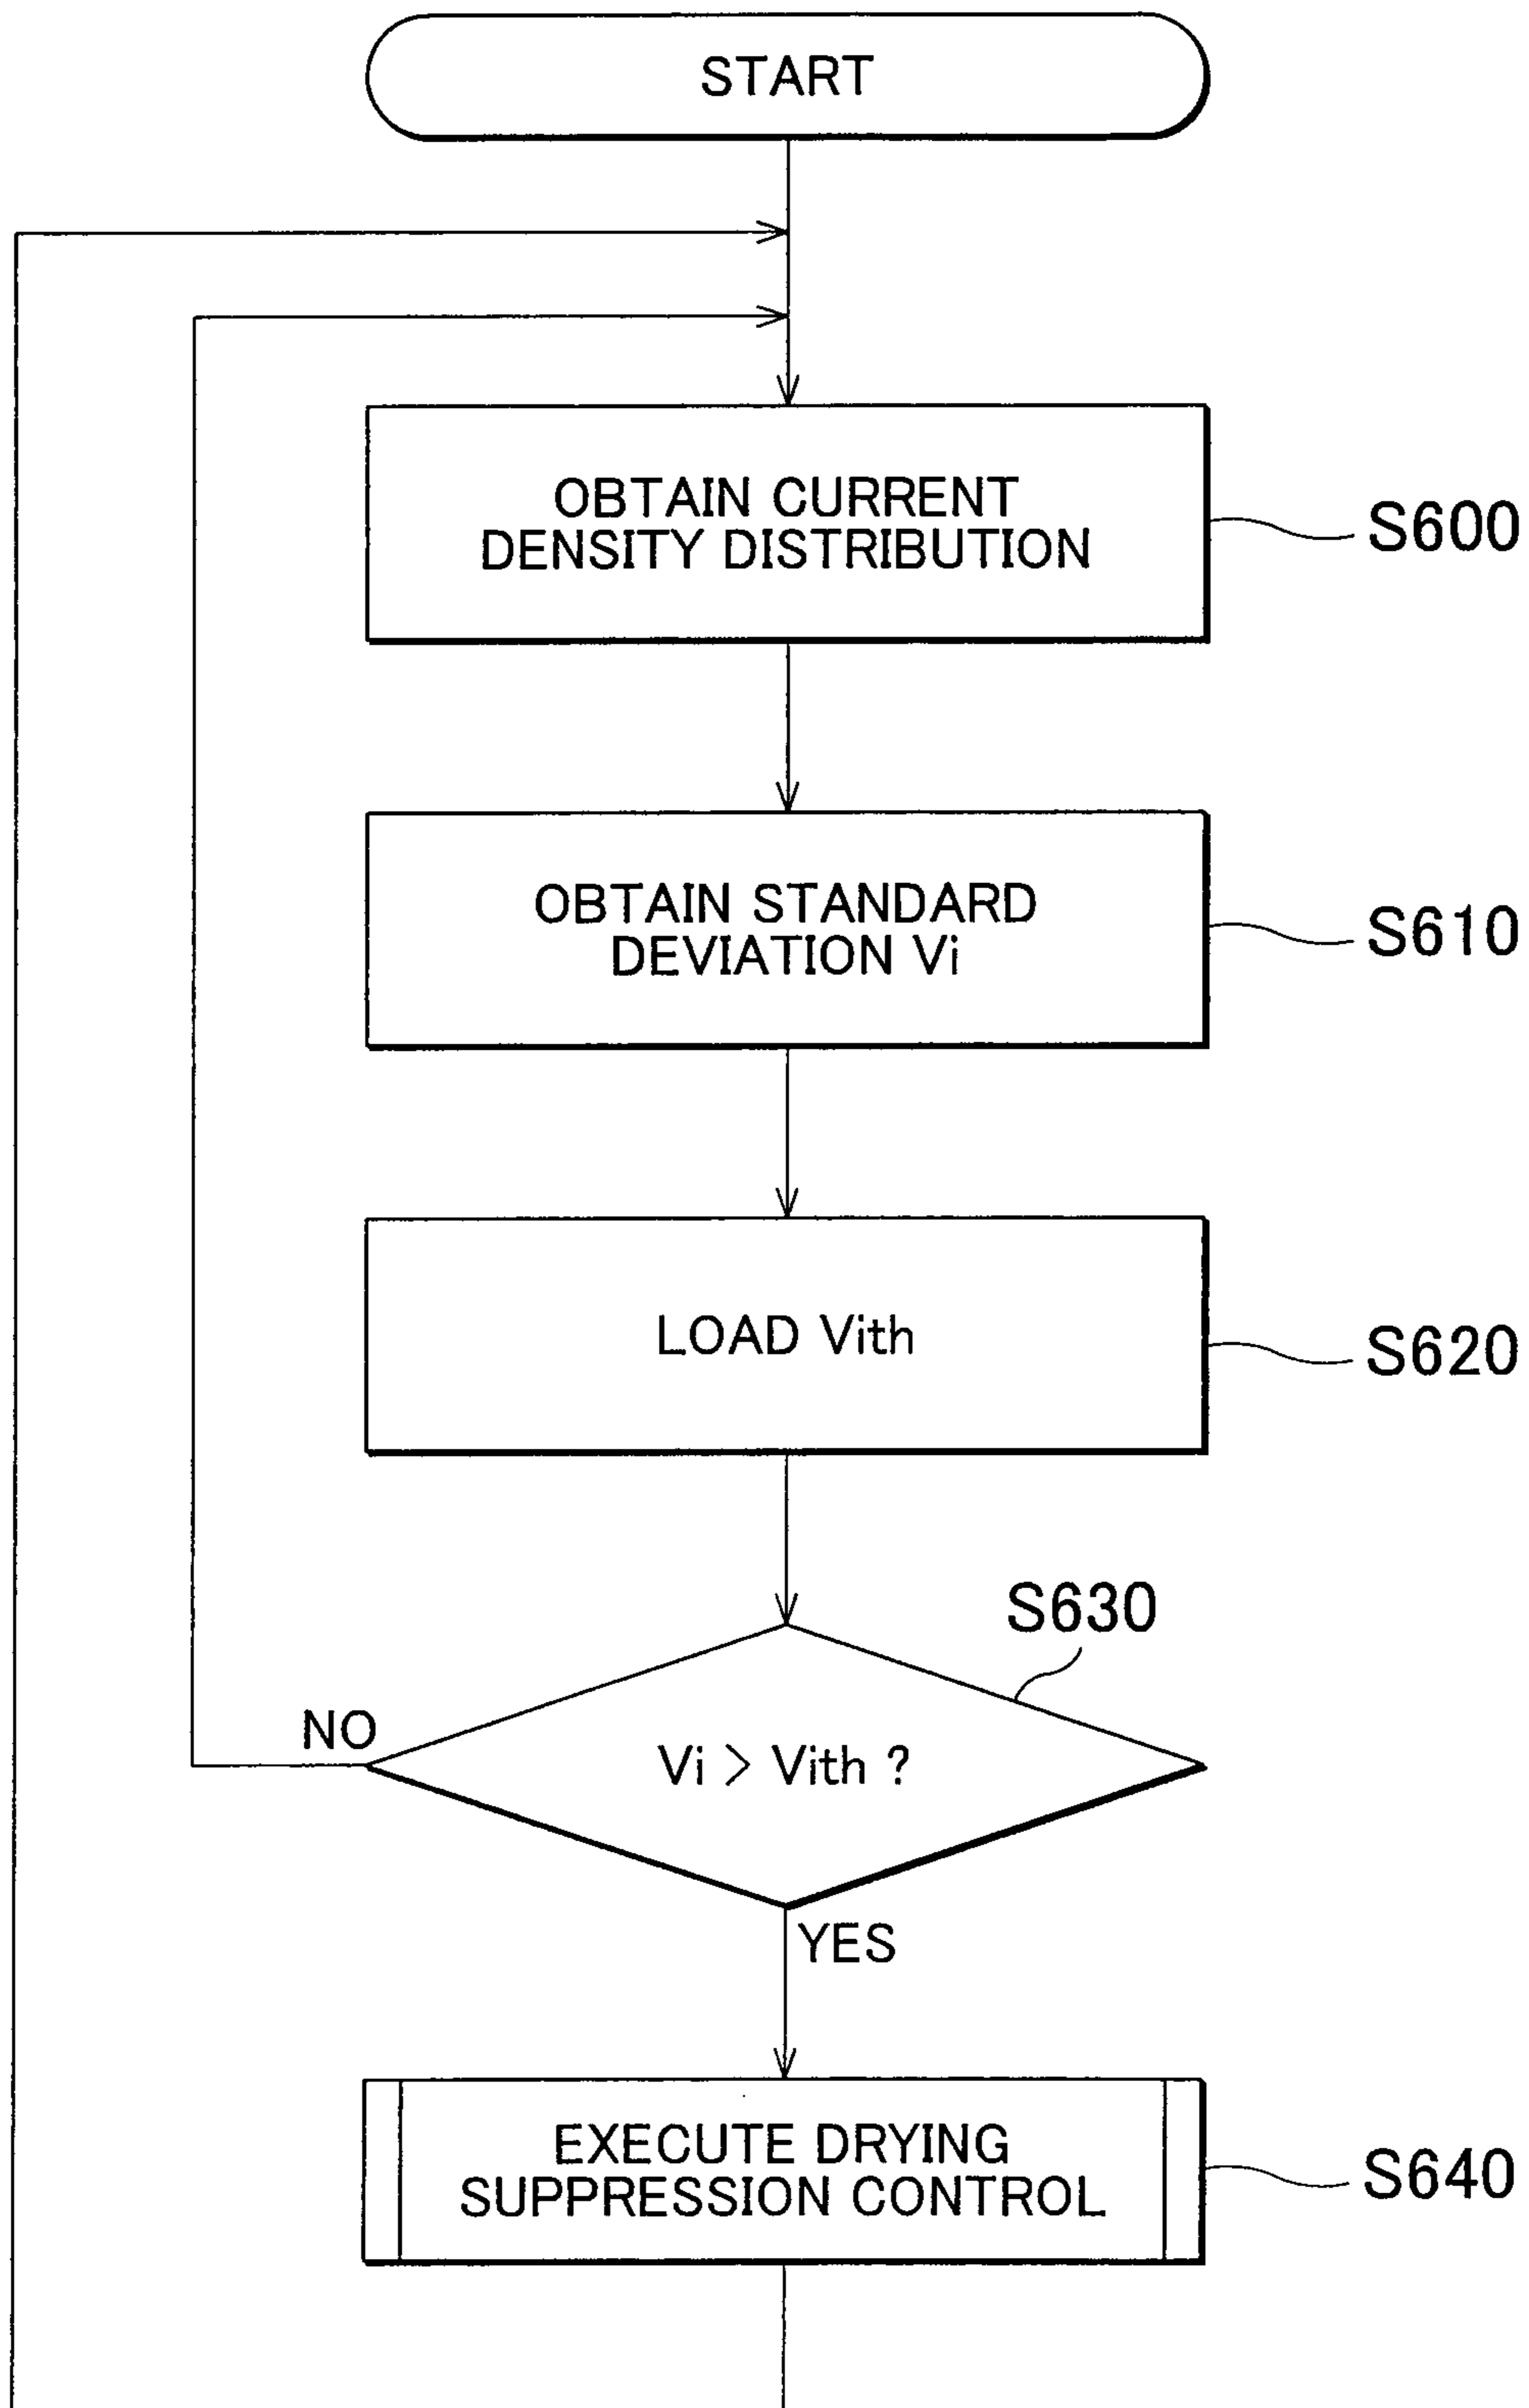 START
OBTAIN CURRENT
DENSITY DISTRIBUTION
S600
OBTAIN STANDARD
DEVIATION Vi
S610
LOAD Vith
S620
S630
NO
Vi > Vith ?
YES
EXECUTE DRYING
SUPPRESSION CONTROL
S640